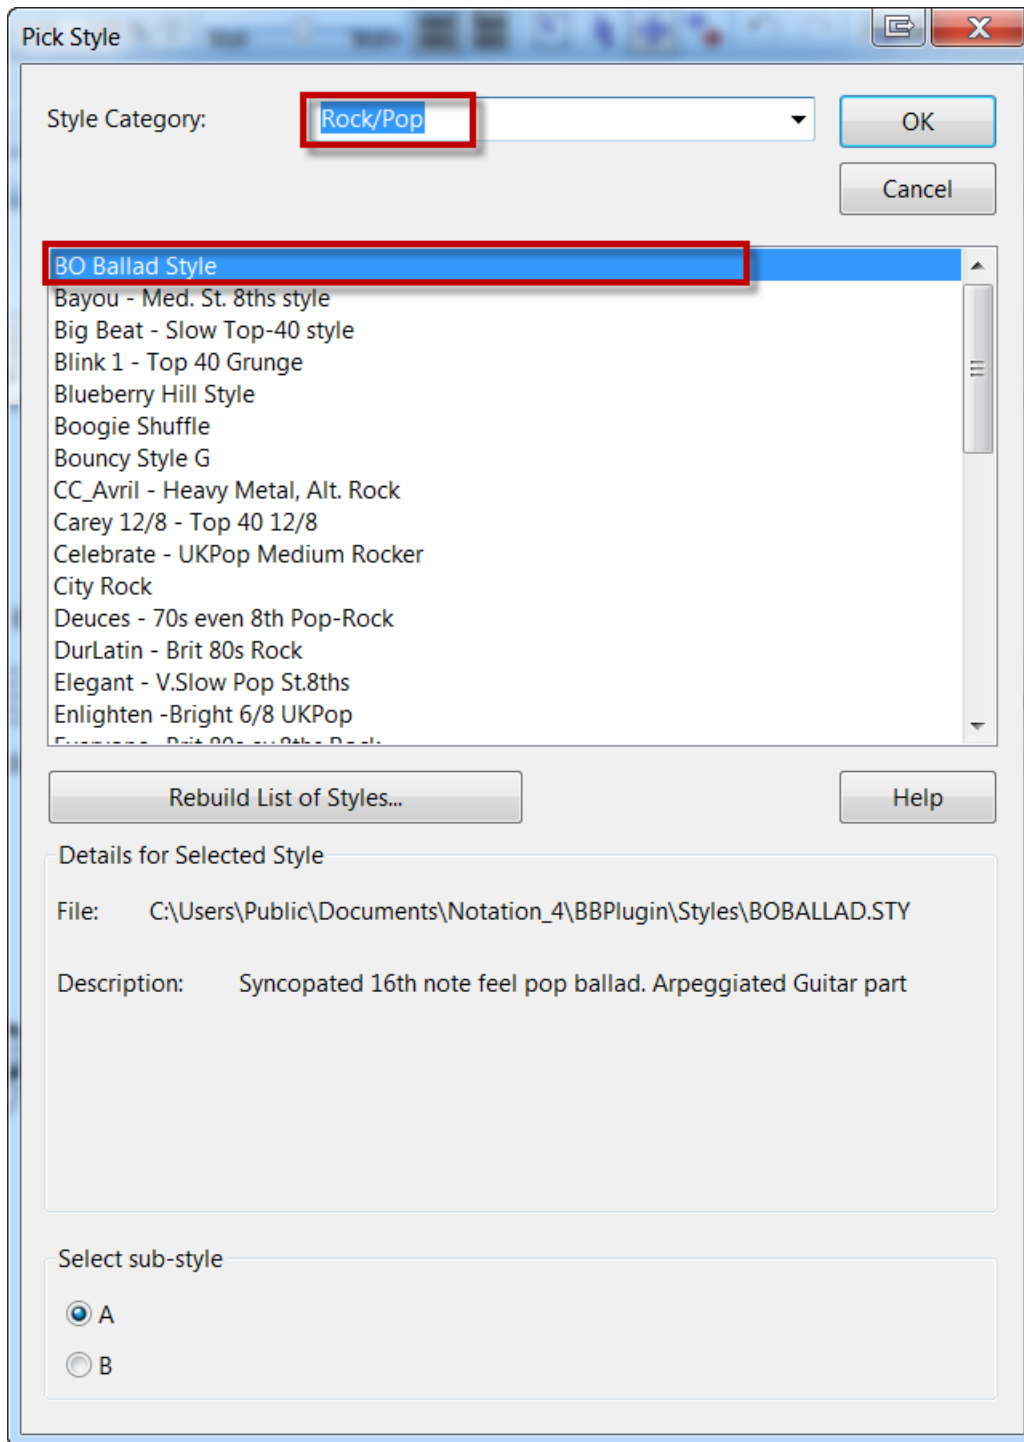 Pick Style
Style Category:
Rock/Pop
OK
Cancel
BO Ballad Style
Bayou - Med. St. 8ths style
Big Beat - Slow Top-40 style
Blink 1 - Top 40 Grunge
Blueberry Hill Style
Boogie Shuffle
Bouncy Style G
CC_Avril - Heavy Metal, Alt. Rock
Carey 12/8 - Top 40 12/8
Celebrate - UKPop Medium Rocker
City Rock
Deuces - 70s even 8th Pop-Rock
DurLatin - Brit 80s Rock
Elegant - V.Slow Pop St.8ths
Enlighten -Bright 6/8 UKPop
Rebuild List of Styles...
Help
Details for Selected Style
File: C:\Users\Public\Documents\Notation_4\BBPlugin\Styles\BOBALLAD.STY
Description: Syncopated 16th note feel pop ballad. Arpeggiated Guitar part
Select sub-style
A
B